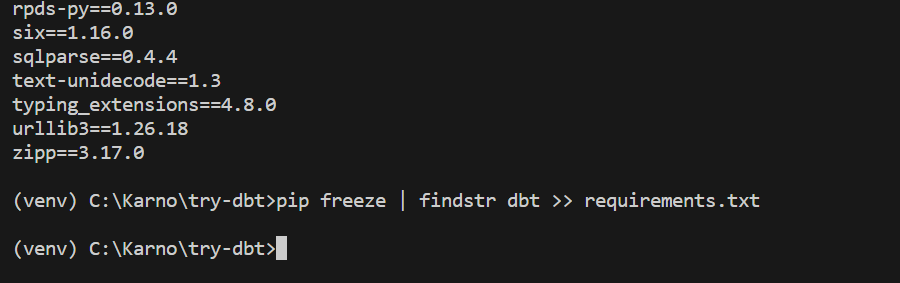 rpds-py==0.13.0
six==1.16.0
sqlparse==0.4.4
text-unidecode==1.3
typing_extensions==4.8.0
urllib3==1.26.18
zipp==3.17.0
(venv) C:\Karno\try-dbt>pip freeze | findstr dbt >> requirements.txt
(venv) C:\Karno\try-dbt>